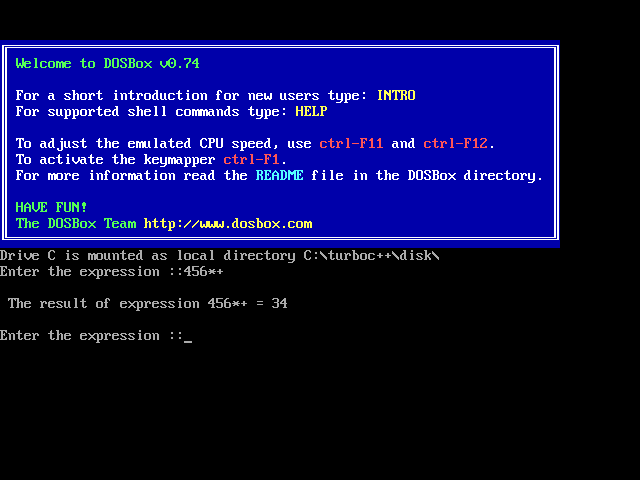 Welcome to DOSBox v0.74
For a short introduction for new users type: INTRO
For supported shell commands type: HELP
To adjust the emulated CPU speed, use ctrl-F11 and ctrl-F12.
To activate the keymapper ctrl-F1.
For more information read the README file in the DOSBox directory.
HAVE FUN!
The DOSBox Team http://www.dosbox.com
Drive C is mounted as local directory C:\turboc++\disk\
Enter the expression ::456*+
The result of expression 456*+ = 34
Enter the expression ::_